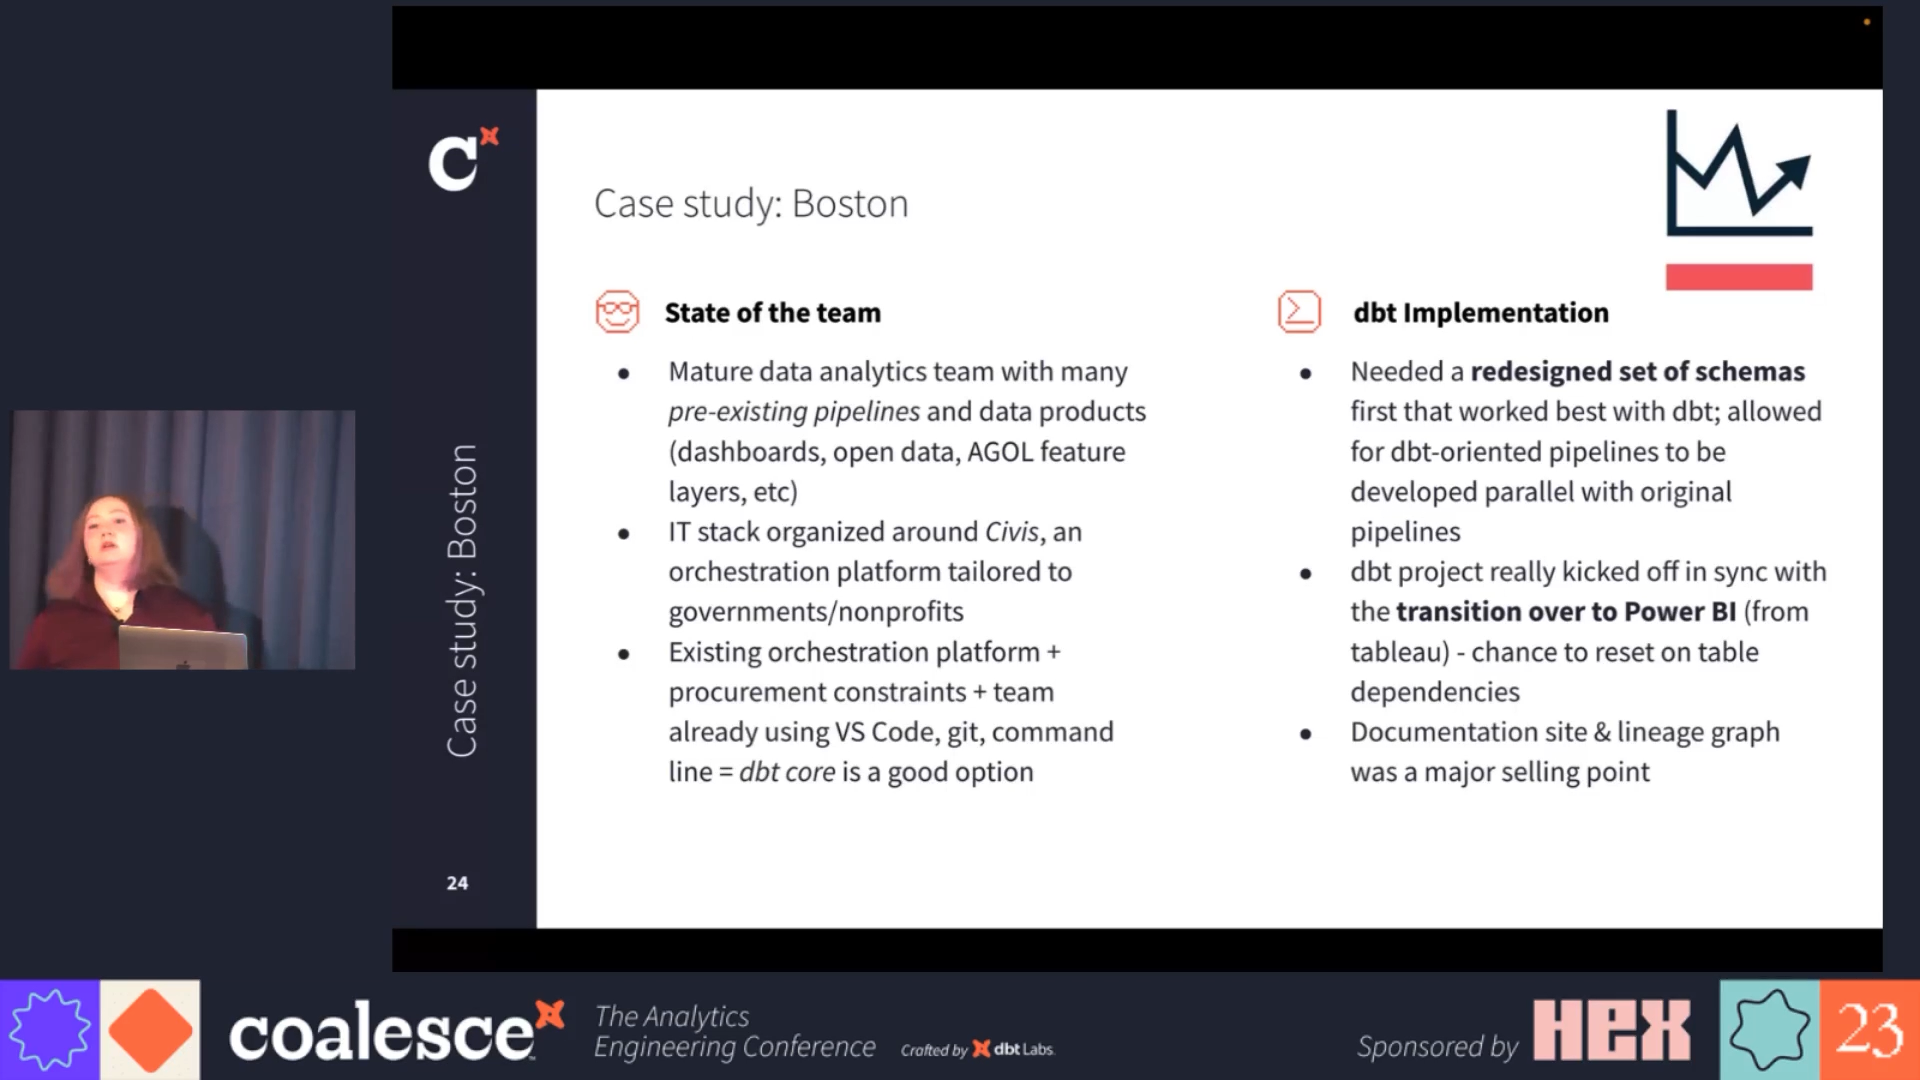 C
Case study: Boston
Case study: Boston
State of the team
● Mature data analytics team with many
pre-existing pipelines and data products
(dashboards, open data, AGOL feature
layers, etc)
● IT stack organized around Civis, an
orchestration platform tailored to
governments/nonprofits
● Existing orchestration platform +
procurement constraints + team
already using VS Code, git, command
line = dbt core is a good option
dbt Implementation
● Needed a redesigned set of schemas
first that worked best with dbt; allowed
for dbt-oriented pipelines to be
developed parallel with original
pipelines
● dbt project really kicked off in sync with
the transition over to Power BI (from
tableau) - chance to reset on table
dependencies
● Documentation site & lineage graph
was a major selling point
24
coalesce
The Analytics
Engineering Conference
Crafted by dbt Labs.
Sponsored by HEX
23